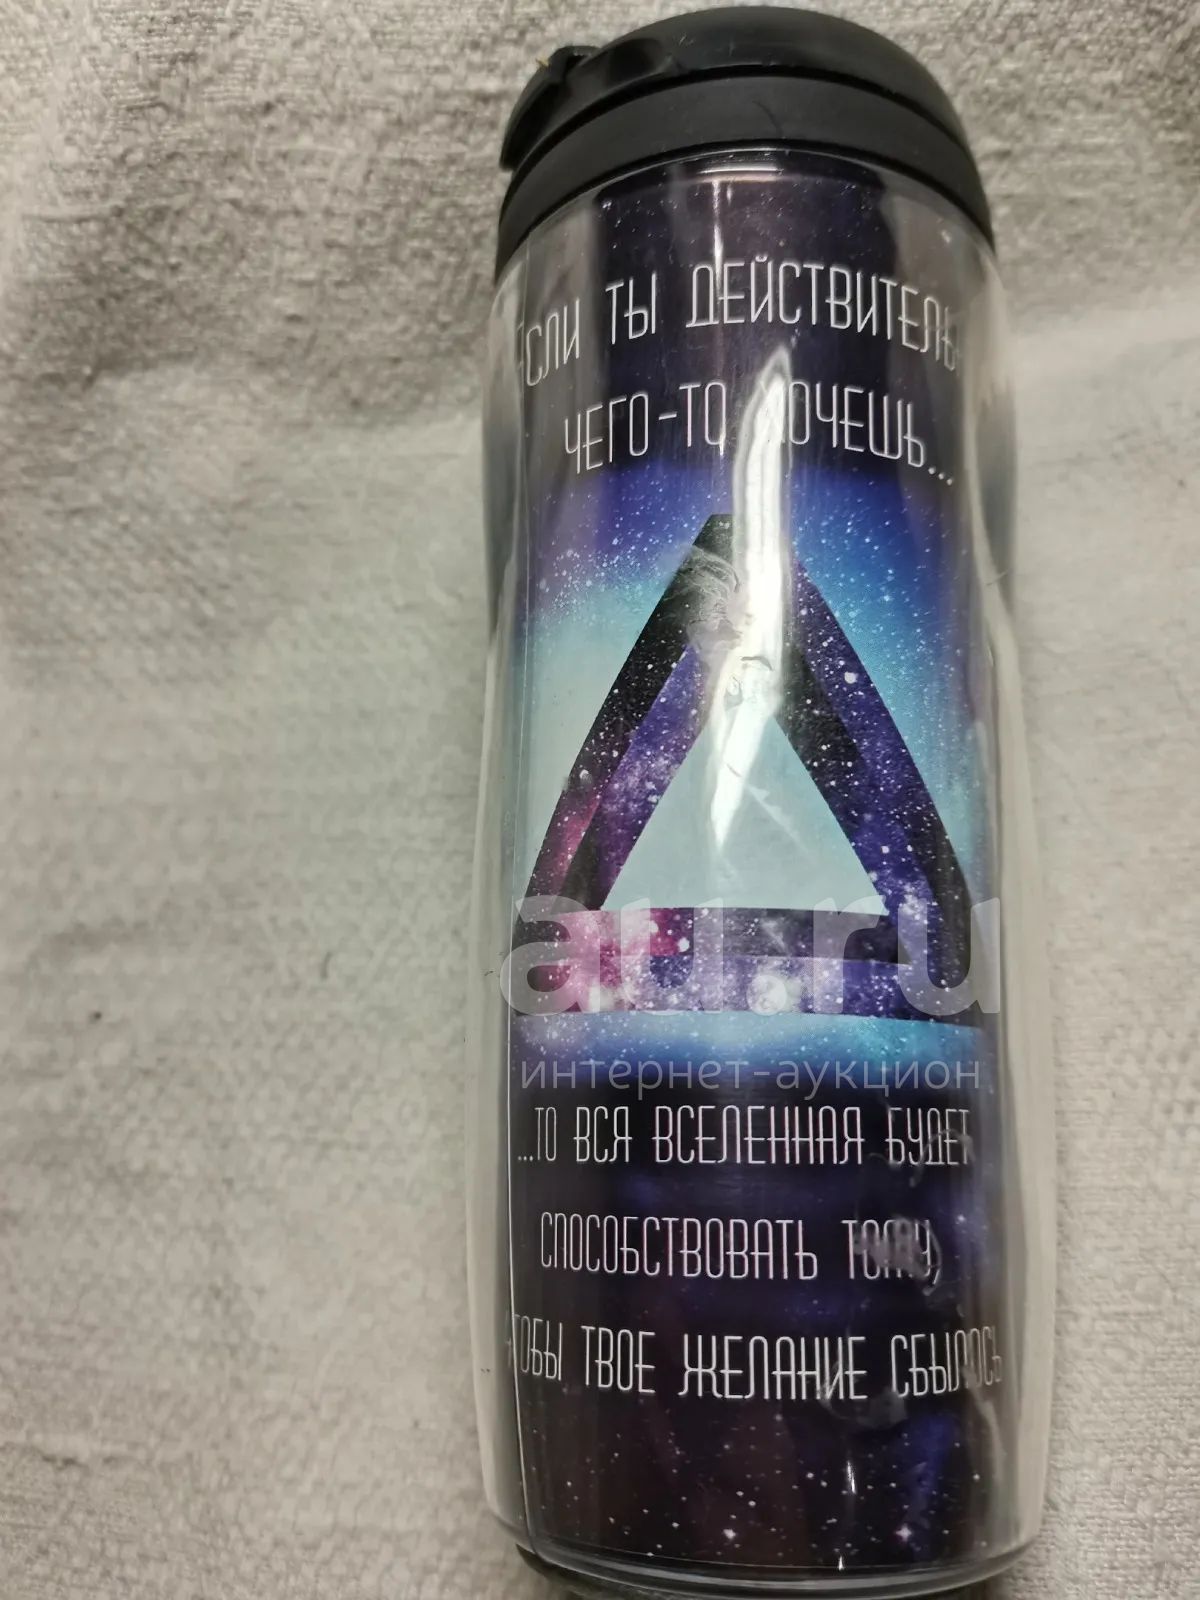 ЕСЛИ ТЫ ДЕЙСТВИТЕЛЬ
ЧЕГО-ТО ХОЧЕШЬ...
au.ru
интернет-аукцион
...ТО ВСЯ ВСЕЛЕННАЯ БУДЕТ
СПОСОБСТВОВАТЬ ТОМУ,
ЧТОБЫ ТВОЕ ЖЕЛАНИЕ СБЫЛОСЬ